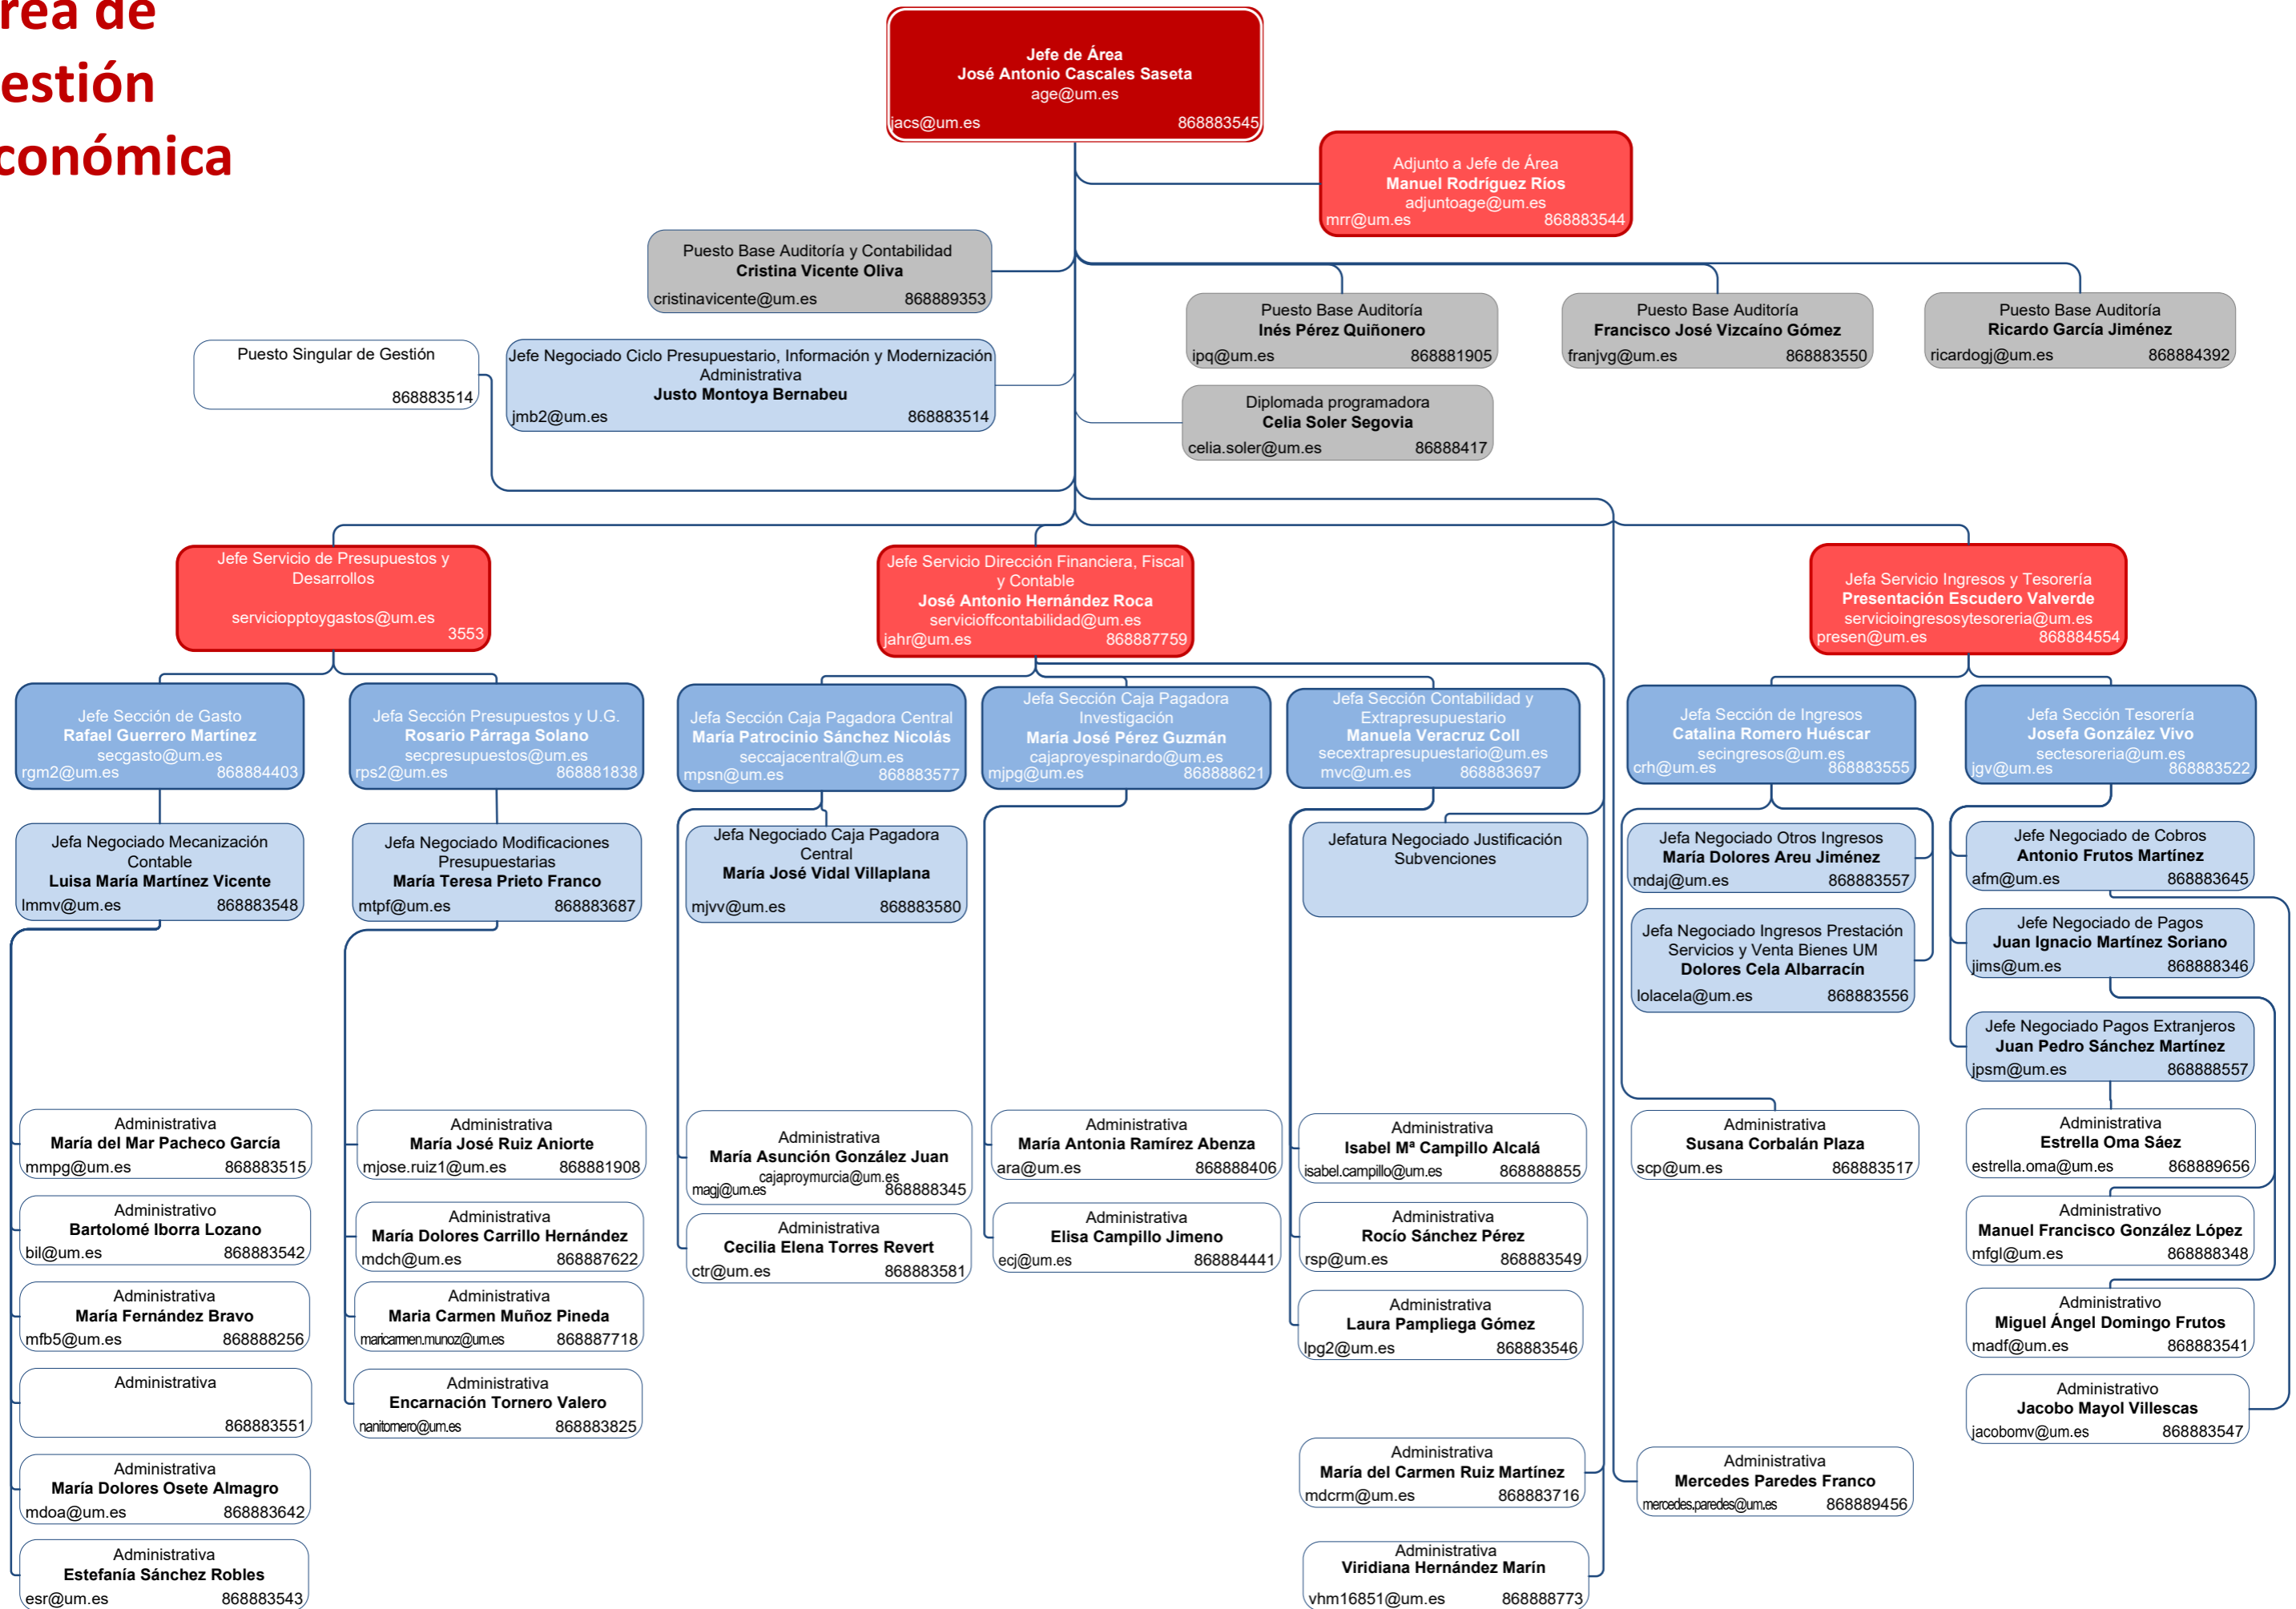 rea de
estión
conómica
Jefe de Área
José Antonio Cascales Saseta
age@um.es
jacs@um.es 868883545
Adjunto a Jefe de Área
Manuel Rodríguez Ríos
adjuntoage@um.es
mrr@um.es 868883544
Puesto Base Auditoría y Contabilidad
Cristina Vicente Oliva
cristinavicente@um.es 868889353
Puesto Base Auditoría
Inés Pérez Quiñonero
ipq@um.es 868881905
Puesto Base Auditoría
Francisco José Vizcaíno Gómez
franjvg@um.es 868883550
Puesto Base Auditoría
Ricardo García Jiménez
ricardogj@um.es 868884392
Puesto Singular de Gestión
868883514
Jefe Negociado Ciclo Presupuestario, Información y Modernización
Administrativa
Justo Montoya Bernabeu
jmb2@um.es 868883514
Diplomada programadora
Celia Soler Segovia
celia.soler@um.es 86888417
Jefe Servicio de Presupuestos y
Desarrollos
serviciopptoygastos@um.es
3553
Jefe Servicio Dirección Financiera, Fiscal
y Contable
José Antonio Hernández Roca
servicioffcontabilidad@um.es
jahr@um.es 868887759
Jefa Servicio Ingresos y Tesorería
Presentación Escudero Valverde
servicioingresosytesoreria@um.es
presen@um.es 868884554
Jefe Sección de Gasto
Rafael Guerrero Martínez
secgasto@um.es
rgm2@um.es 868884403
Jefa Sección Presupuestos y U.G.
Rosario Párraga Solano
secpresupuestos@um.es
rps2@um.es 868881838
Jefa Sección Caja Pagadora Central
María Patrocinio Sánchez Nicolás
seccajacentral@um.es
mpsn@um.es 868883577
Jefa Sección Caja Pagadora
Investigación
María José Pérez Guzmán
cajaproyespinardo@um.es
mjpg@um.es 868888621
Jefa Sección Contabilidad y
Extrapresupuestario
Manuela Veracruz Coll
secextrapresupuestario@um.es
mvc@um.es 868883697
Jefa Sección de Ingresos
Catalina Romero Huéscar
secingresos@um.es
crh@um.es 868883555
Jefa Sección Tesorería
Josefa González Vivo
sectesoreria@um.es
jgv@um.es 868883522
Jefa Negociado Mecanización
Contable
Luisa María Martínez Vicente
lmmv@um.es 868883548
Jefa Negociado Modificaciones
Presupuestarias
María Teresa Prieto Franco
mtpf@um.es 868883687
Jefa Negociado Caja Pagadora
Central
María José Vidal Villaplana
mjvv@um.es 868883580
Jefatura Negociado Justificación
Subvenciones
Jefa Negociado Otros Ingresos
María Dolores Areu Jiménez
mdaj@um.es 868883557
Jefa Negociado Ingresos Prestación
Servicios y Venta Bienes UM
Dolores Cela Albarracín
lolacela@um.es 868883556
Jefe Negociado de Cobros
Antonio Frutos Martínez
afm@um.es 868883645
Jefe Negociado de Pagos
Juan Ignacio Martínez Soriano
jims@um.es 868888346
Jefe Negociado Pagos Extranjeros
Juan Pedro Sánchez Martínez
jpsm@um.es 868888557
Administrativa
María del Mar Pacheco García
mmpg@um.es 868883515
Administrativo
Bartolomé Iborra Lozano
bil@um.es 868883542
Administrativa
María Fernández Bravo
mfb5@um.es 868888256
Administrativa
868883551
Administrativa
María Dolores Osete Almagro
mdoa@um.es 868883642
Administrativa
Estefanía Sánchez Robles
esr@um.es 868883543
Administrativa
María José Ruiz Aniorte
mjose.ruiz1@um.es 868881908
Administrativa
María Dolores Carrillo Hernández
mdch@um.es 868887622
Administrativa
Maria Carmen Muñoz Pineda
maricarmen.munoz@um.es 868887718
Administrativa
Encarnación Tornero Valero
nanitornero@um.es 868883825
Administrativa
María Asunción González Juan
cajaproymurcia@um.es
magj@um.es 868888345
Administrativa
Cecilia Elena Torres Revert
ctr@um.es 868883581
Administrativa
María Antonia Ramírez Abenza
ara@um.es 868888406
Administrativa
Elisa Campillo Jimeno
ecj@um.es 868884441
Administrativa
Isabel Mª Campillo Alcalá
isabel.campillo@um.es 868888855
Administrativa
Rocío Sánchez Pérez
rsp@um.es 868883549
Administrativa
Laura Pampliega Gómez
lpg2@um.es 868883546
Administrativa
María del Carmen Ruiz Martínez
mdcrm@um.es 868883716
Administrativa
Viridiana Hernández Marín
vhm16851@um.es 868888773
Administrativa
Susana Corbalán Plaza
scp@um.es 868883517
Administrativa
Mercedes Paredes Franco
mercedes.paredes@um.es 868889456
Administrativa
Estrella Oma Sáez
estrella.oma@um.es 868889656
Administrativo
Manuel Francisco González López
mfgl@um.es 868888348
Administrativo
Miguel Ángel Domingo Frutos
madf@um.es 868883541
Administrativo
Jacobo Mayol Villescas
jacobomv@um.es 868883547